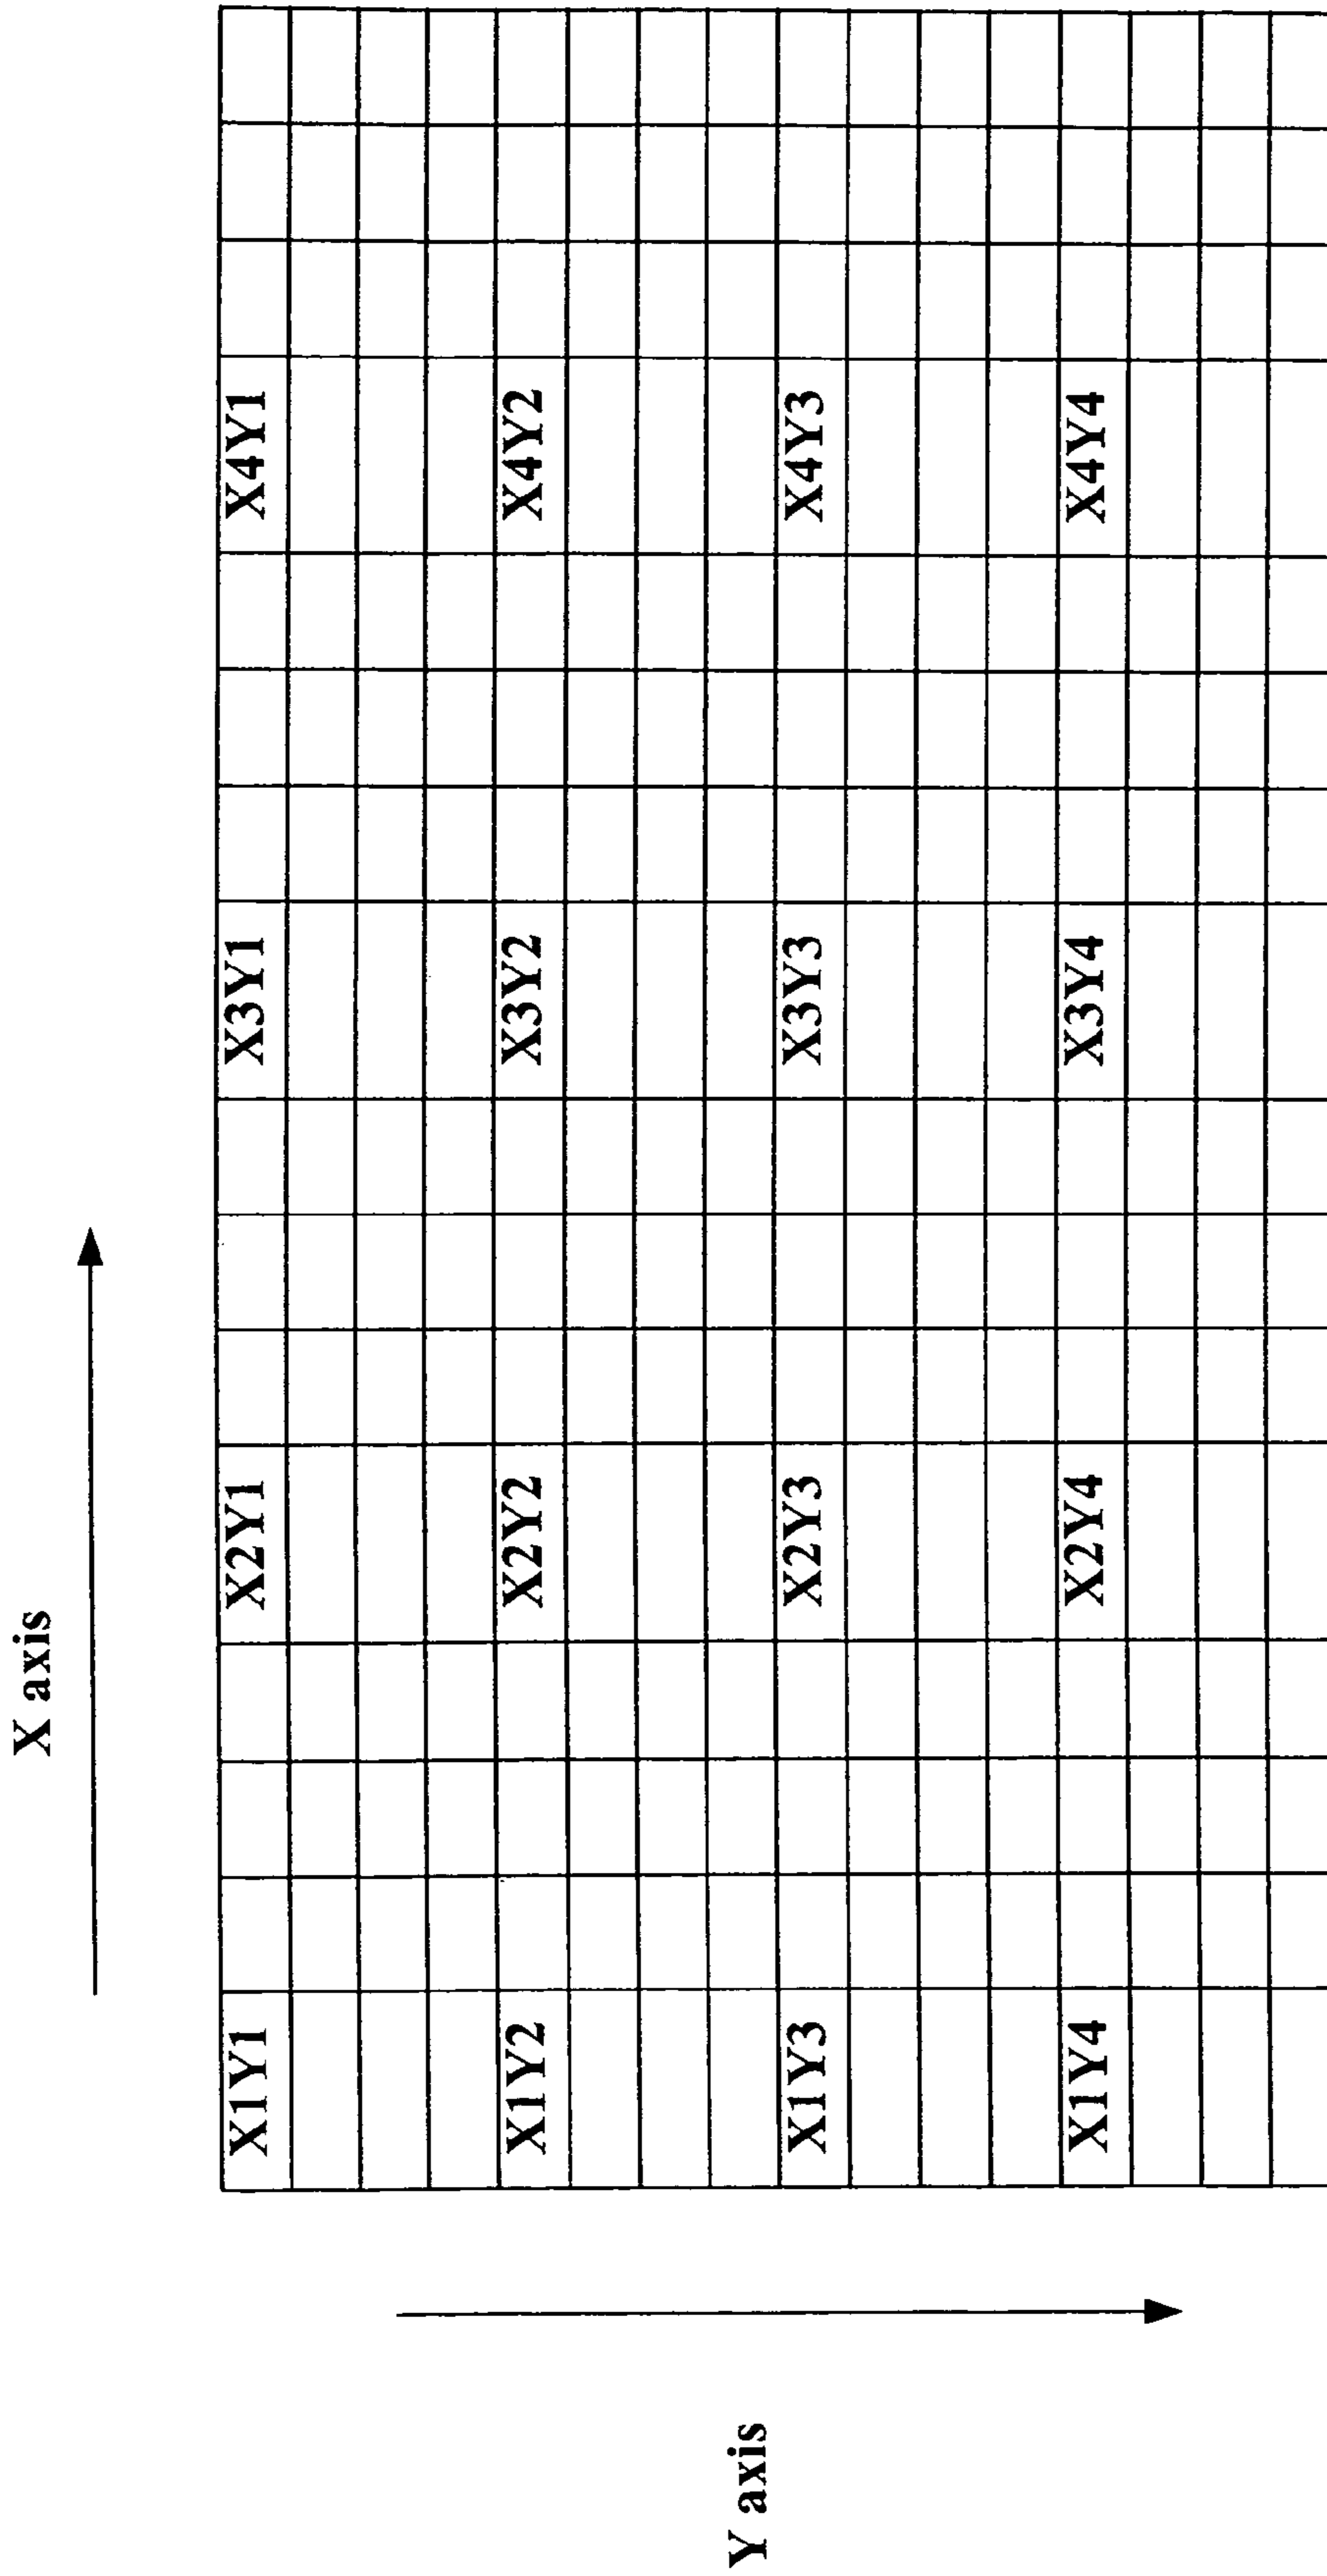 X axis
Y axis
X1Y1 X2Y1 X3Y1 X4Y1
X1Y2 X2Y2 X3Y2 X4Y2
X1Y3 X2Y3 X3Y3 X4Y3
X1Y4 X2Y4 X3Y4 X4Y4